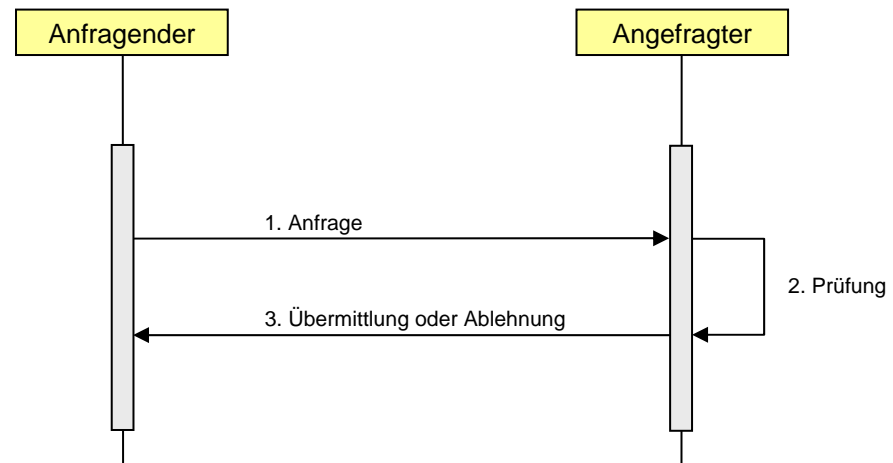 Anfragender
Angefragter
1. Anfrage
2. Prüfung
3. Übermittlung oder Ablehnung